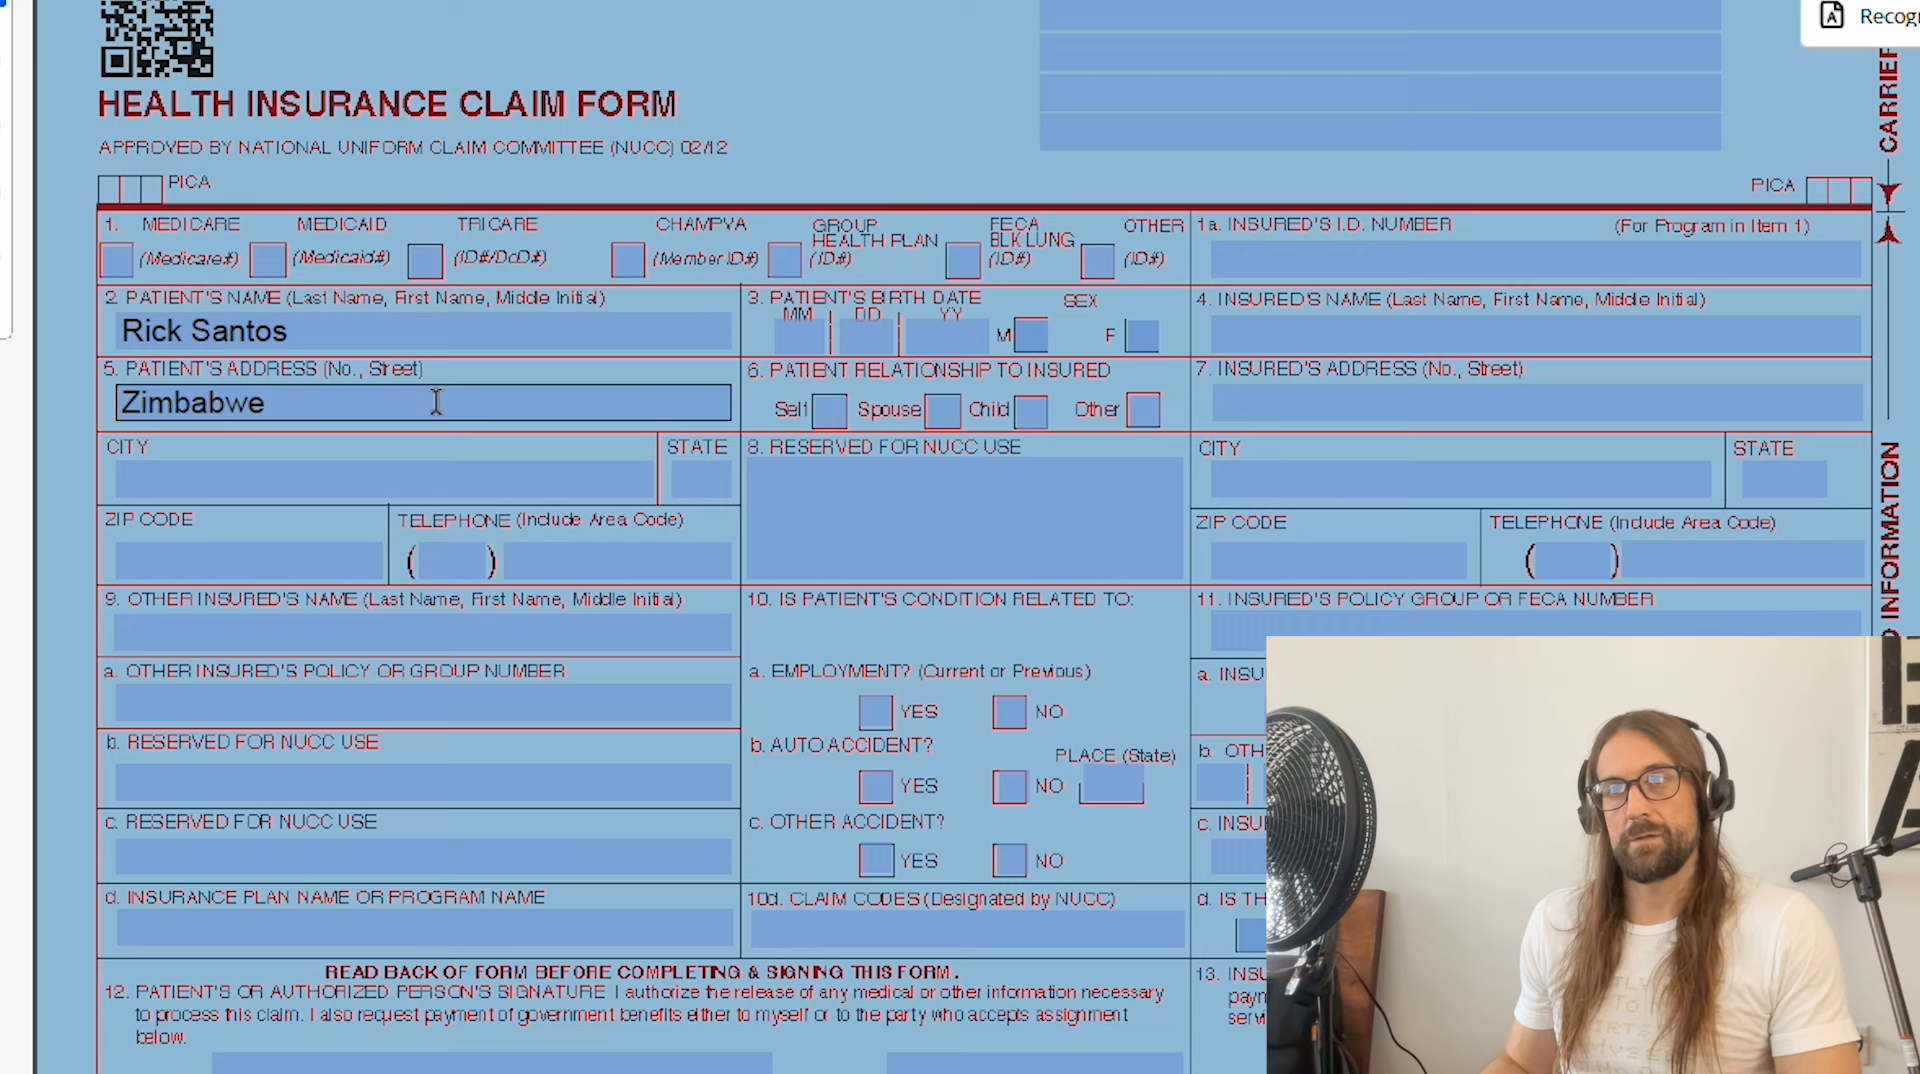 Recogn
CARRIER
HEALTH INSURANCE CLAIM FORM
APPROVED BY NATIONAL UNIFORM CLAIM COMMITTEE (NUCC) 02/12
PICA
PICA
1. MEDICARE MEDICAID TRICARE CHAMPVA GROUP HEALTH PLAN FECA BLK LUNG OTHER
(Medicare#) (Medicaid#) (ID#/DoD#) (Member ID#) (ID#) (ID#) (ID#)
1a. INSURED'S I.D. NUMBER (For Program in Item 1)
2. PATIENT'S NAME (Last Name, First Name, Middle Initial)
Rick Santos
3. PATIENT'S BIRTH DATE SEX
MM DD YY
M F
4. INSURED'S NAME (Last Name, First Name, Middle Initial)
5. PATIENT'S ADDRESS (No., Street)
Zimbabwe
6. PATIENT RELATIONSHIP TO INSURED
Self Spouse Child Other
7. INSURED'S ADDRESS (No., Street)
CITY STATE
8. RESERVED FOR NUCC USE
CITY STATE
ZIP CODE TELEPHONE (Include Area Code)
( )
ZIP CODE TELEPHONE (Include Area Code)
( )
INFORMATION
9. OTHER INSURED'S NAME (Last Name, First Name, Middle Initial)
10. IS PATIENT'S CONDITION RELATED TO:
11. INSURED'S POLICY GROUP OR FECA NUMBER
a. OTHER INSURED'S POLICY OR GROUP NUMBER
a. EMPLOYMENT? (Current or Previous)
YES NO
a. INSU
b. RESERVED FOR NUCC USE
b. AUTO ACCIDENT? PLACE (State)
YES NO
b. OTH
c. RESERVED FOR NUCC USE
c. OTHER ACCIDENT?
YES NO
c. INSU
d. INSURANCE PLAN NAME OR PROGRAM NAME
10d. CLAIM CODES (Designated by NUCC)
d. IS TH
READ BACK OF FORM BEFORE COMPLETING & SIGNING THIS FORM.
12. PATIENT'S OR AUTHORIZED PERSON'S SIGNATURE I authorize the release of any medical or other information necessary
to process this claim. I also request payment of government benefits either to myself or to the party who accepts assignment
below.
13. INSU
paym
serv